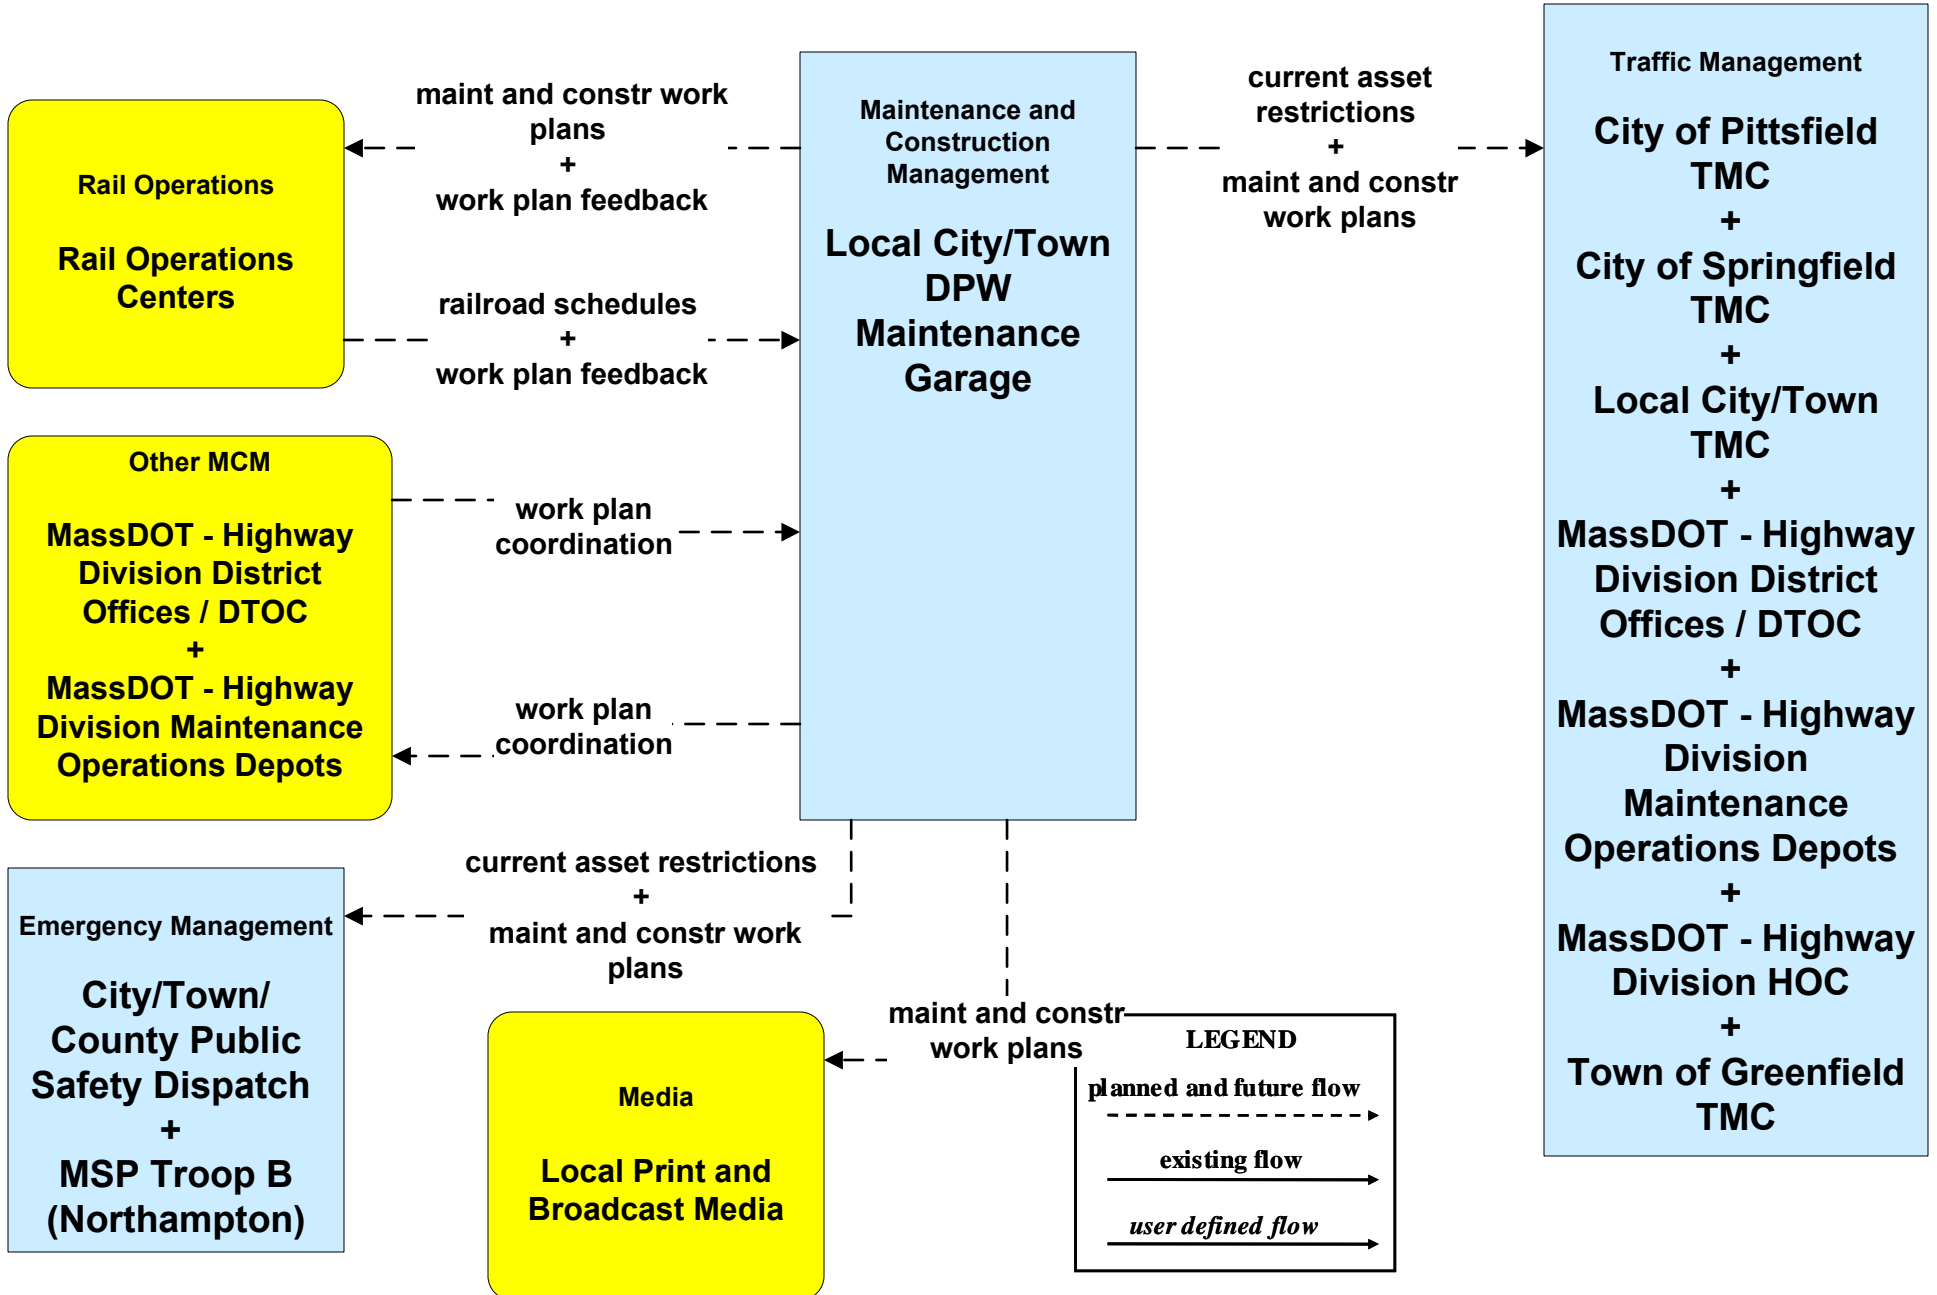 Rail Operations
Rail Operations
Centers
maint and constr work
plans
+
work plan feedback
railroad schedules
+
work plan feedback
Maintenance and
Construction
Management
Local City/Town
DPW
Maintenance
Garage
current asset
restrictions
+
maint and constr
work plans
Traffic Management
City of Pittsfield
TMC
+
City of Springfield
TMC
+
Local City/Town
TMC
+
MassDOT - Highway
Division District
Offices / DTOC
+
MassDOT - Highway
Division
Maintenance
Operations Depots
+
MassDOT - Highway
Division HOC
+
Town of Greenfield
TMC
Other MCM
MassDOT - Highway
Division District
Offices / DTOC
+
MassDOT - Highway
Division Maintenance
Operations Depots
work plan
coordination
work plan
coordination
Emergency Management
City/Town/
County Public
Safety Dispatch
+
MSP Troop B
(Northampton)
current asset restrictions
+
maint and constr work
plans
Media
Local Print and
Broadcast Media
maint and constr
work plans
LEGEND
planned and future flow
existing flow
user defined flow